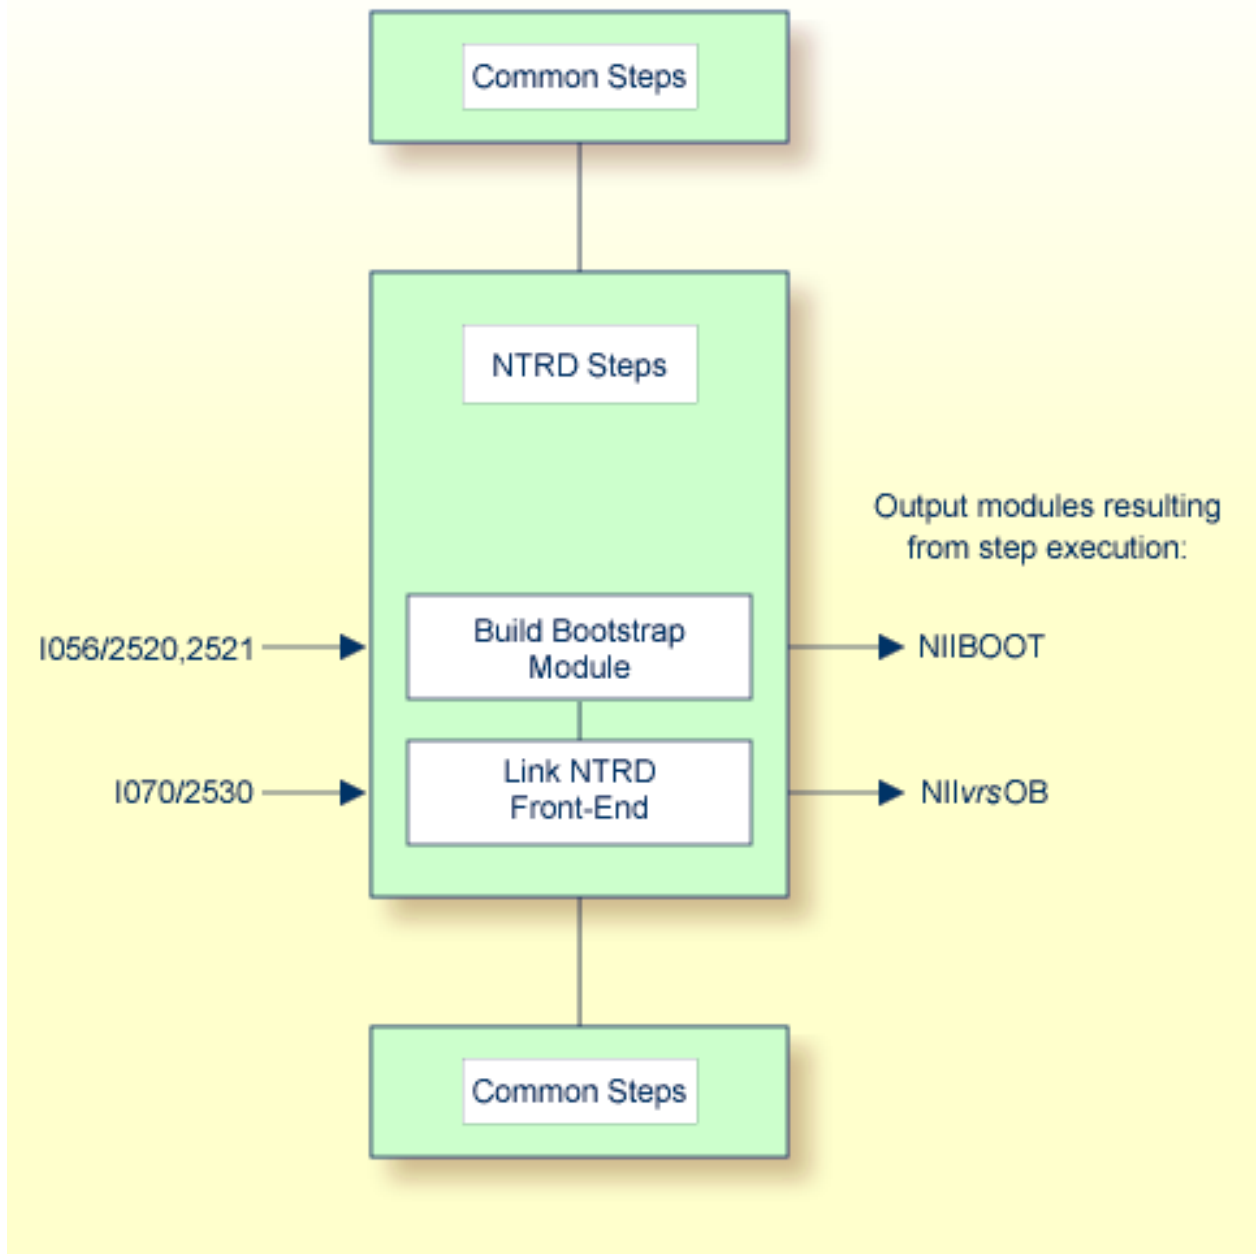 Common Steps
NTRD Steps
Output modules resulting
from step execution:
I056/2520,2521
Build Bootstrap
Module
NIIBOOT
I070/2530
Link NTRD
Front-End
NIIvrsOB
Common Steps